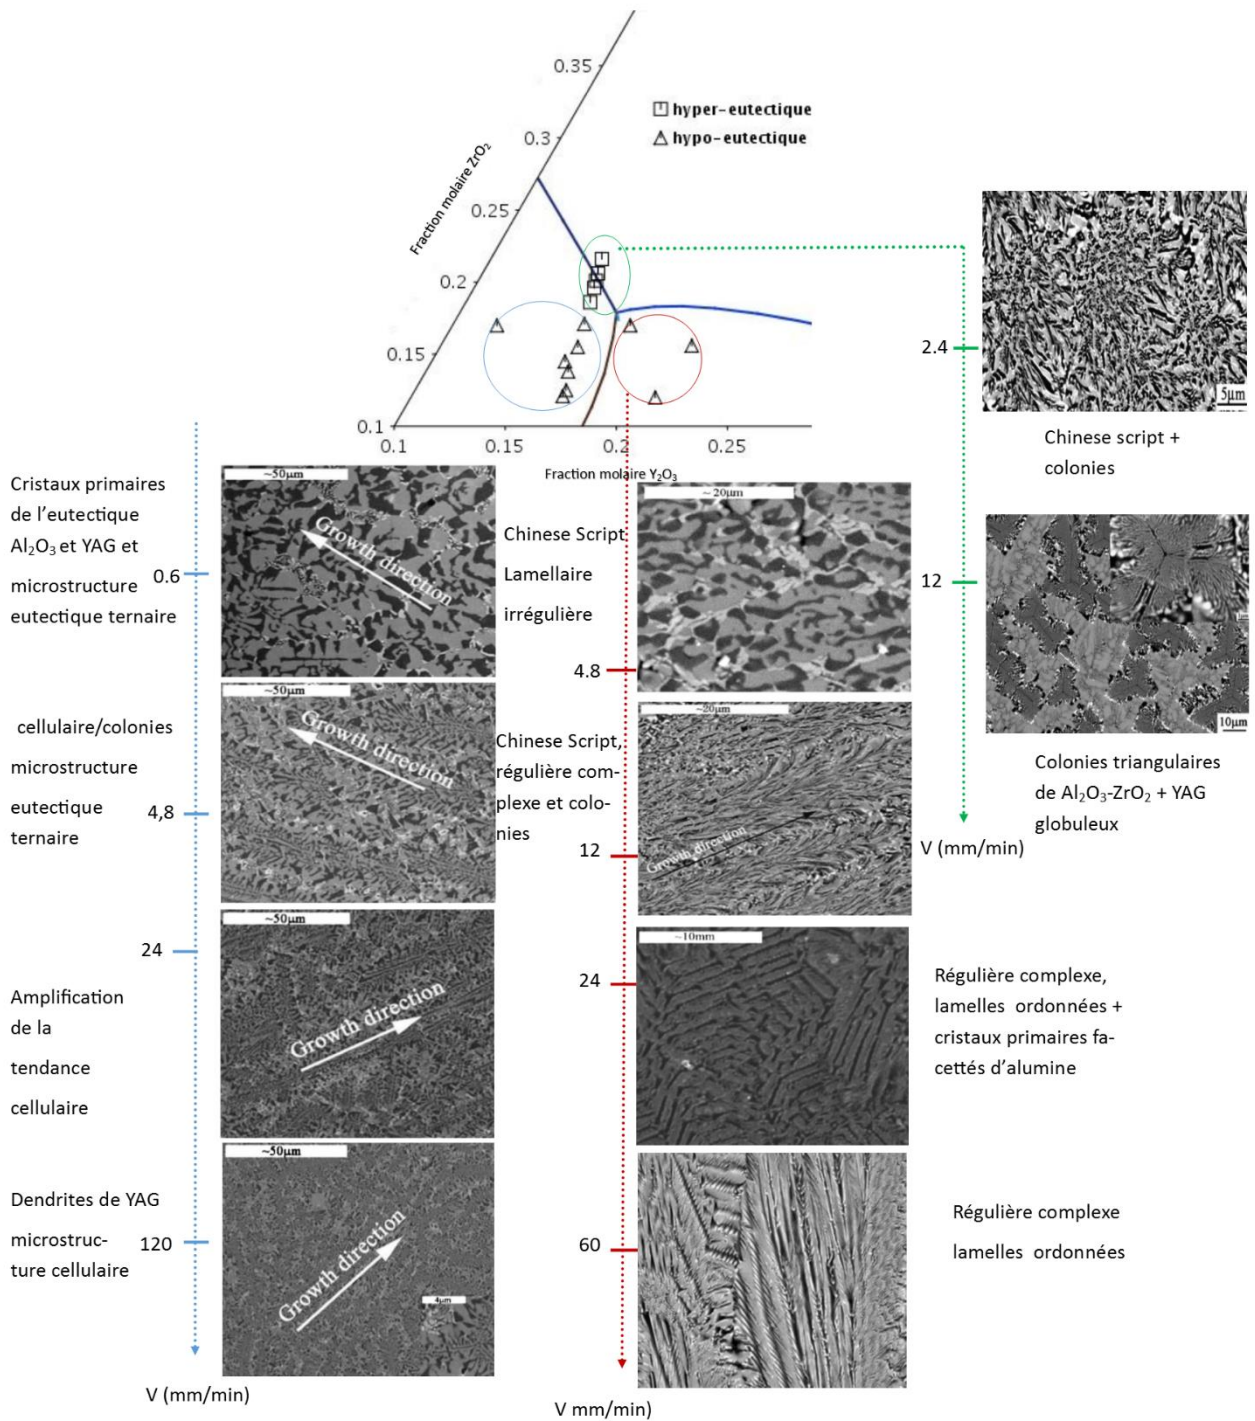 0.35
hyper-eutectique
hypo-eutectique
0.3
Fraction molaire ZrO₂
0.25
0.2
0.15
0.1
0.1
0.15
0.2
0.25
Fraction molaire Y₂O₃
2.4
5µm
Chinese script +
colonies
12
1µm
10µm
Colonies triangulaires
de Al₂O₃-ZrO₂ + YAG
globuleux
V (mm/min)
Cristaux primaires
de l’eutectique
Al₂O₃ et YAG et
microstructure
eutectique ternaire
0.6
~50µm
Growth direction
cellulaire/colonies
microstructure
eutectique
ternaire
4,8
~50µm
Growth direction
24
Amplification
de la
tendance
cellulaire
~50µm
Growth direction
Dendrites de YAG
microstruc-
ture cellulaire
120
~50µm
Growth direction
4µm
V (mm/min)
Chinese Script
Lamellaire
irrégulière
4.8
~ 20µm
Chinese Script,
régulière com-
plexe et colo-
nies
12
~20µm
Growth direction
24
~10mm
Régulière complexe,
lamelles ordonnées +
cristaux primaires fa-
cettés d’alumine
60
Régulière complexe
lamelles ordonnées
V mm/min)